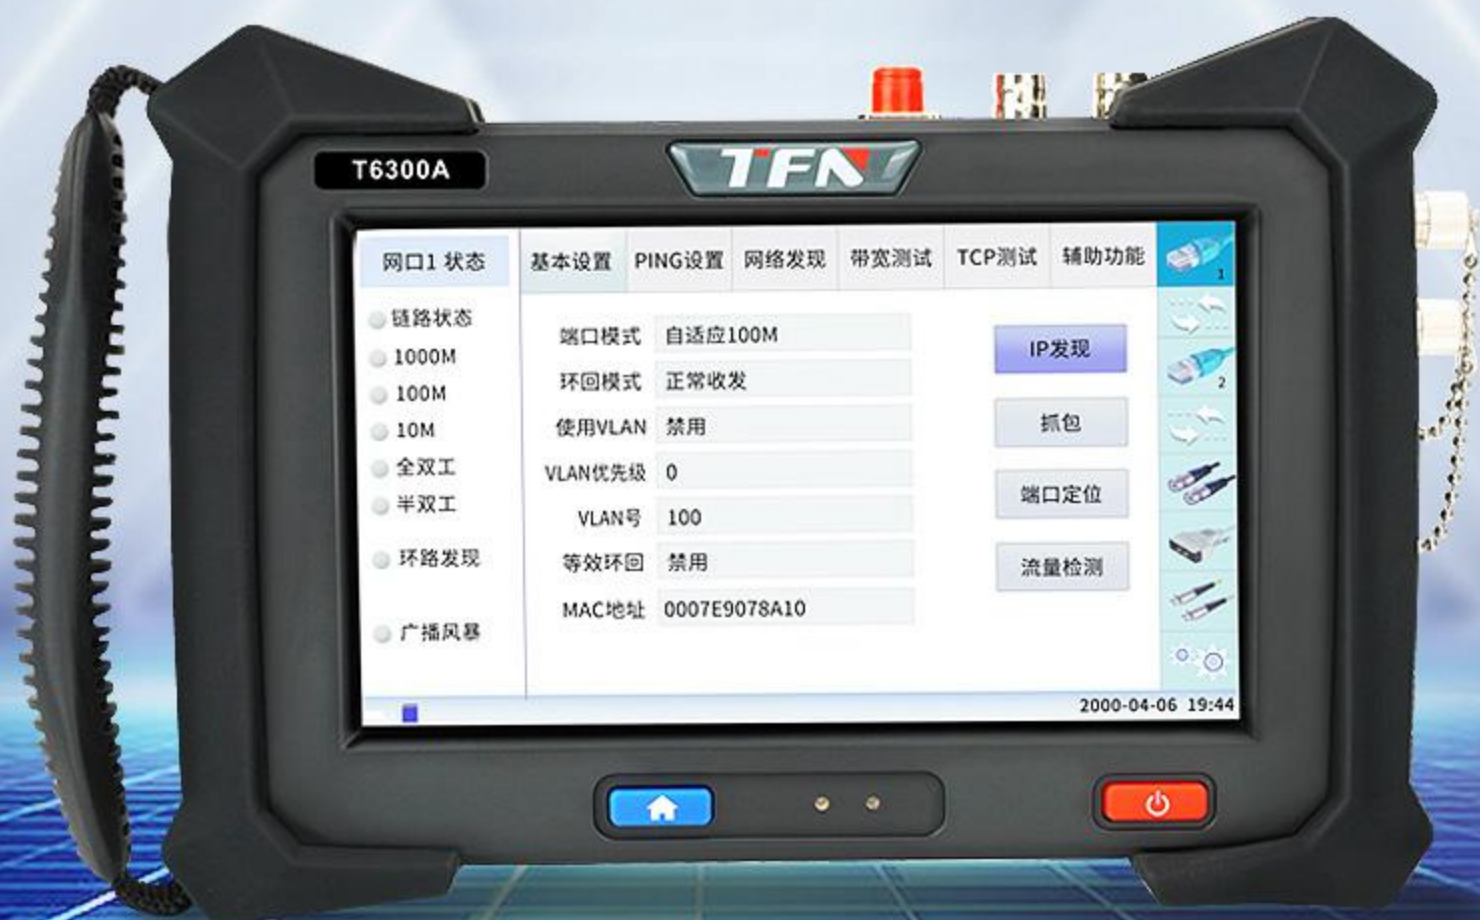 T6300A
TFN
网口1 状态
基本设置 PING设置 网络发现 带宽测试 TCP测试 辅助功能
1
链路状态
1000M
100M
10M
全双工
半双工
环路发现
广播风暴
端口模式 自适应100M
环回模式 正常收发
使用VLAN 禁用
VLAN优先级 0
VLAN号 100
等效环回 禁用
MAC地址 0007E9078A10
IP发现
抓包
端口定位
流量检测
2
2000-04-06 19:44